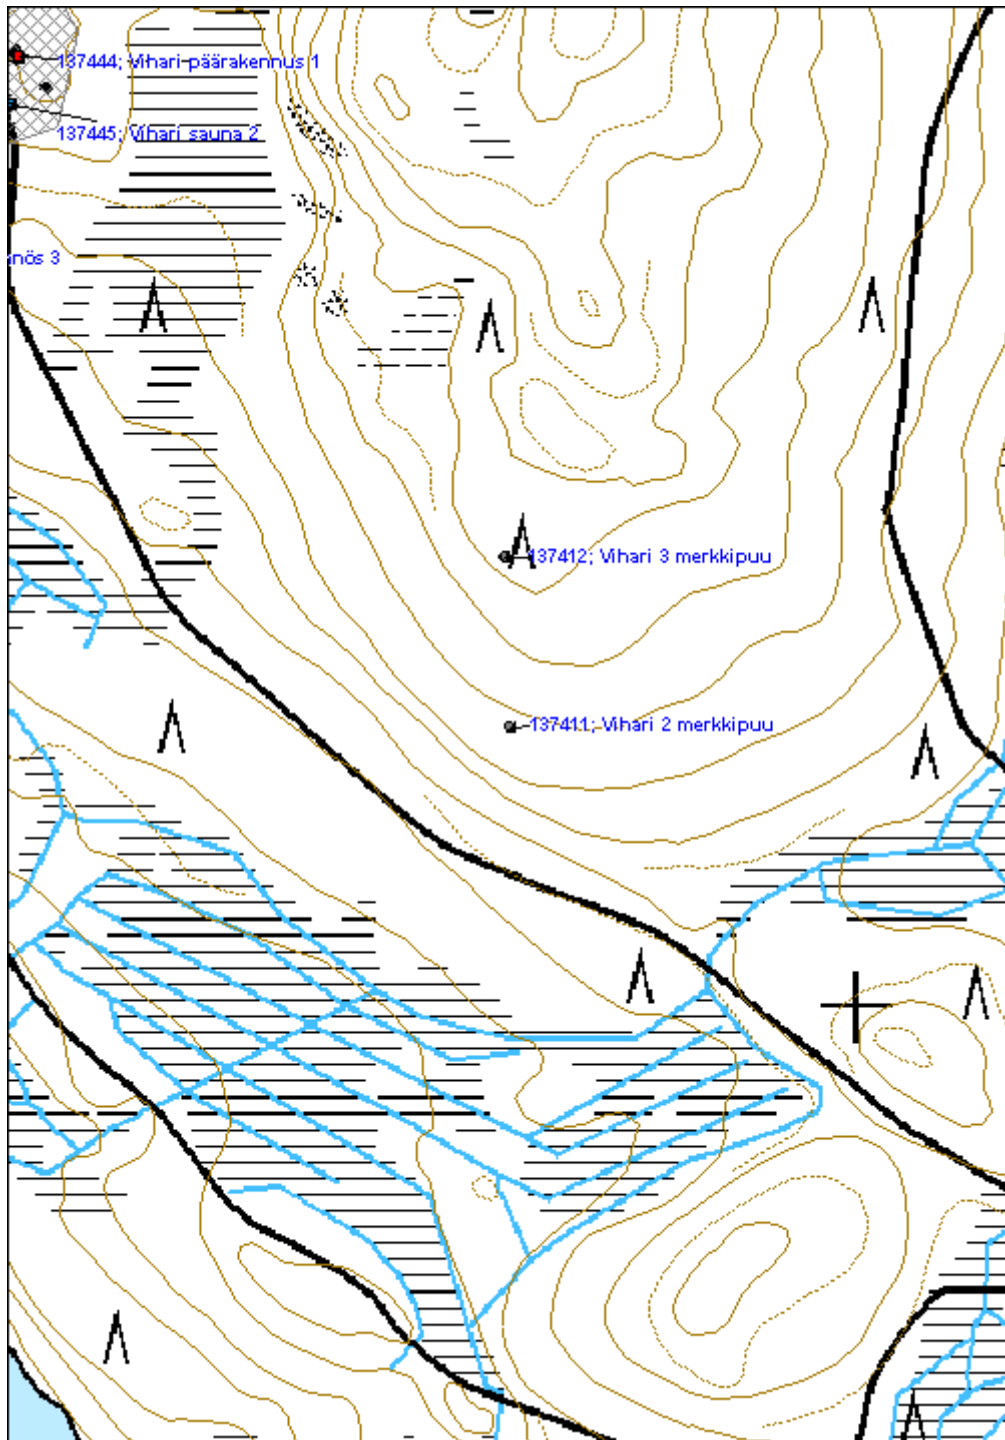 137444; Vihari päärakennus 1
137445; Vihari sauna 2
nös 3
137412; Vihari 3 merkkipuu
137411; Vihari 2 merkkipuu